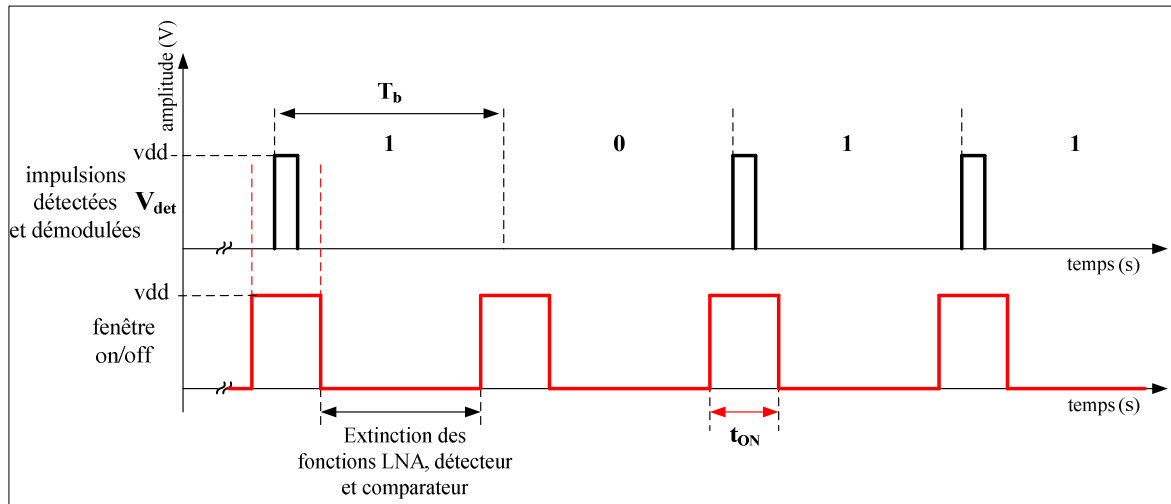 amplitude (V)
T_b
1
0
1
1
vdd
impulsions
détectées
et démodulées
V_det
temps (s)
vdd
fenêtre
on/off
temps (s)
t_ON
Extinction des
fonctions LNA, détecteur
et comparateur